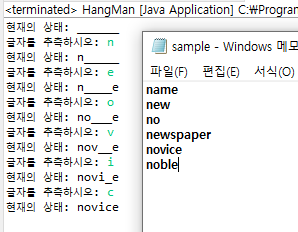 <terminated> HangMan [Java Application] C:\Progran
현재의 상태: ______
글자를 추측하시오: n
현재의 상태: n_____
글자를 추측하시오: e
현재의 상태: n____e
글자를 추측하시오: o
현재의 상태: no___e
글자를 추측하시오: v
현재의 상태: nov__e
글자를 추측하시오: i
현재의 상태: novi_e
글자를 추측하시오: c
현재의 상태: novice
sample - Windows 메모
파일(F) 편집(E) 서식(O)
name
new
no
newspaper
novice
noble